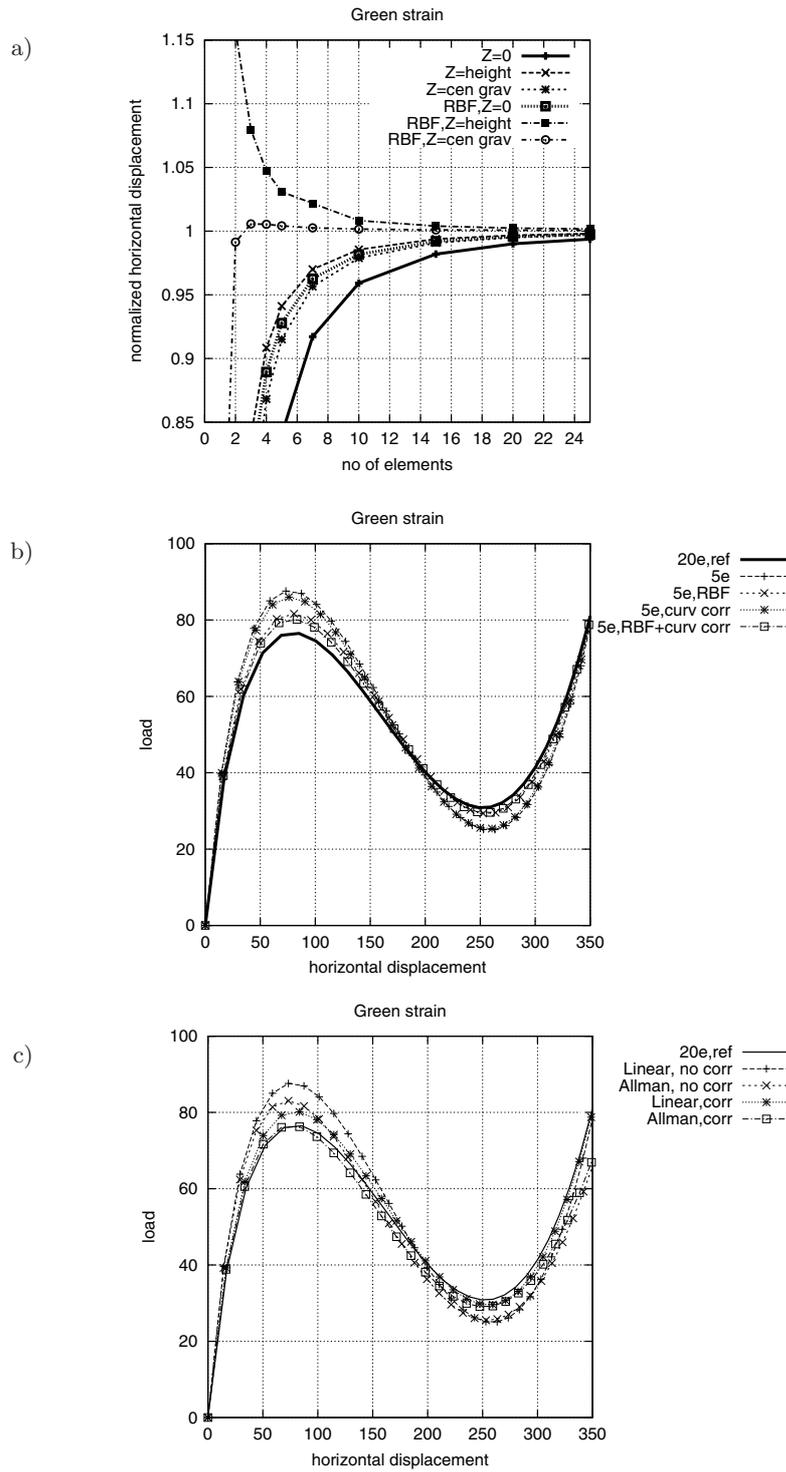 a)
Green strain
normalized horizontal displacement
1.15
1.1
1.05
1
0.95
0.9
0.85
Z=0
Z=height
Z=cen grav
RBF,Z=0
RBF,Z=height
RBF,Z=cen grav
0 2 4 6 8 10 12 14 16 18 20 22 24
no of elements
b)
Green strain
load
100
80
60
40
20
0
20e,ref
5e
5e,RBF
5e,curv corr
5e,RBF+curv corr
0 50 100 150 200 250 300 350
horizontal displacement
c)
Green strain
load
100
80
60
40
20
0
20e,ref
Linear, no corr
Allman, no corr
Linear,corr
Allman,corr
0 50 100 150 200 250 300 350
horizontal displacement